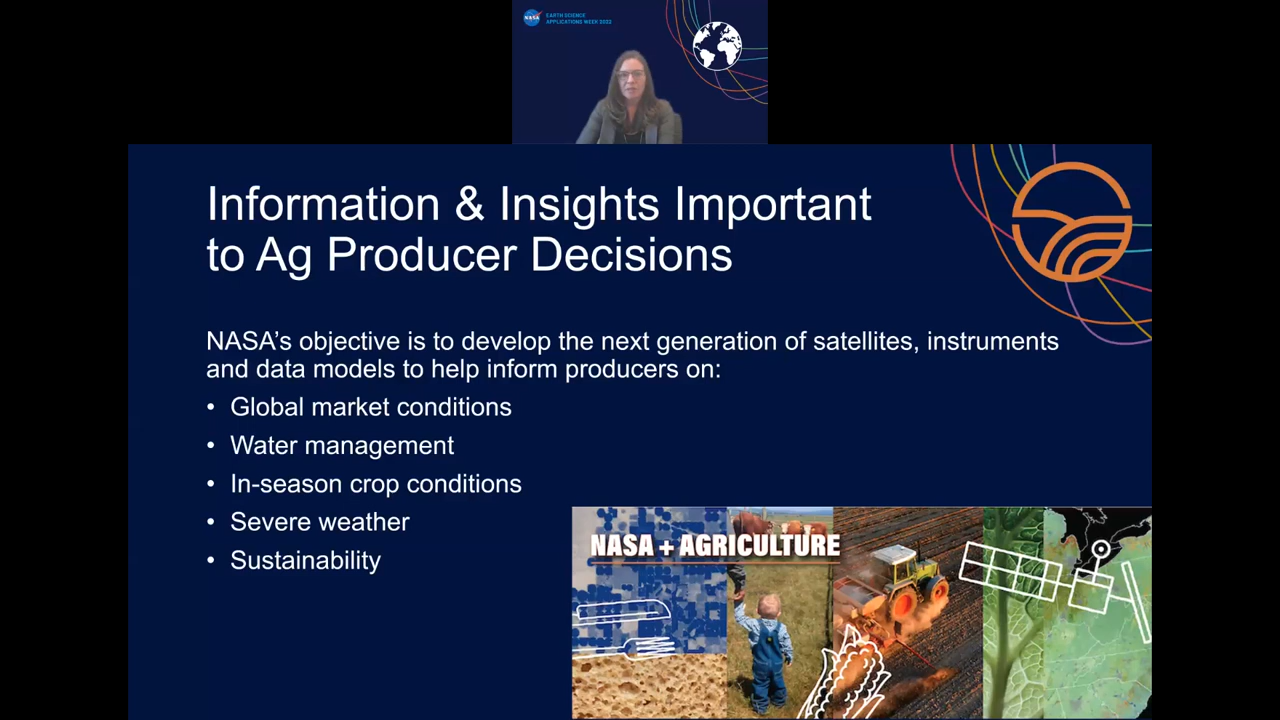 NASA
EARTH SCIENCE
APPLICATIONS WEEK 2022
Information & Insights Important
to Ag Producer Decisions
NASA’s objective is to develop the next generation of satellites, instruments
and data models to help inform producers on:
• Global market conditions
• Water management
• In-season crop conditions
• Severe weather
• Sustainability
NASA + AGRICULTURE